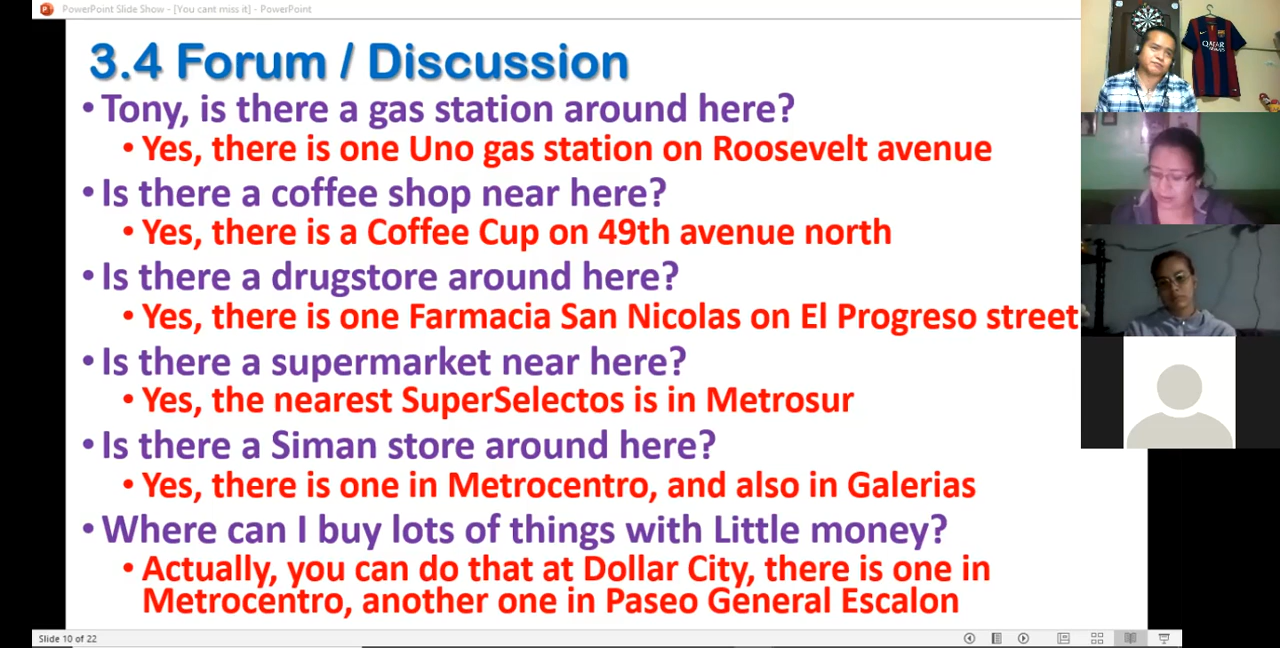 PowerPoint Slide Show - [You cant miss it] - PowerPoint
3.4 Forum / Discussion
• Tony, is there a gas station around here?
• Yes, there is one Uno gas station on Roosevelt avenue
• Is there a coffee shop near here?
• Yes, there is a Coffee Cup on 49th avenue north
• Is there a drugstore around here?
• Yes, there is one Farmacia San Nicolas on El Progreso street
• Is there a supermarket near here?
• Yes, the nearest SuperSelectos is in Metrosur
• Is there a Siman store around here?
• Yes, there is one in Metrocentro, and also in Galerias
• Where can I buy lots of things with Little money?
• Actually, you can do that at Dollar City, there is one in
Metrocentro, another one in Paseo General Escalon
Slide 10 of 22
QATAR